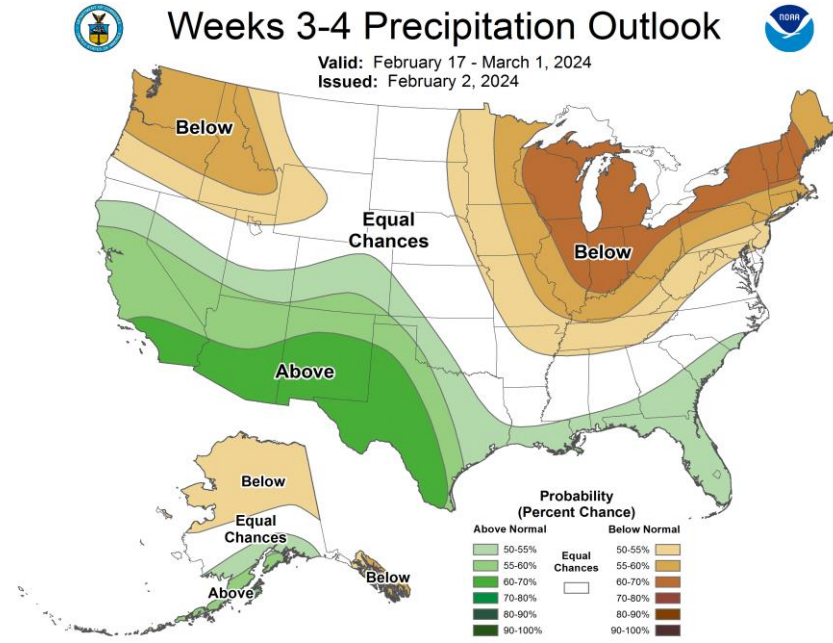 Weeks 3-4 Precipitation Outlook
NOAA
Valid: February 17 - March 1, 2024
Issued: February 2, 2024
Below
Equal
Chances
Below
Above
Below
Equal
Chances
Above
Below
Probability
(Percent Chance)
Above Normal
Below Normal
50-55%
55-60%
60-70%
70-80%
80-90%
90-100%
Equal
Chances
50-55%
55-60%
60-70%
70-80%
80-90%
90-100%